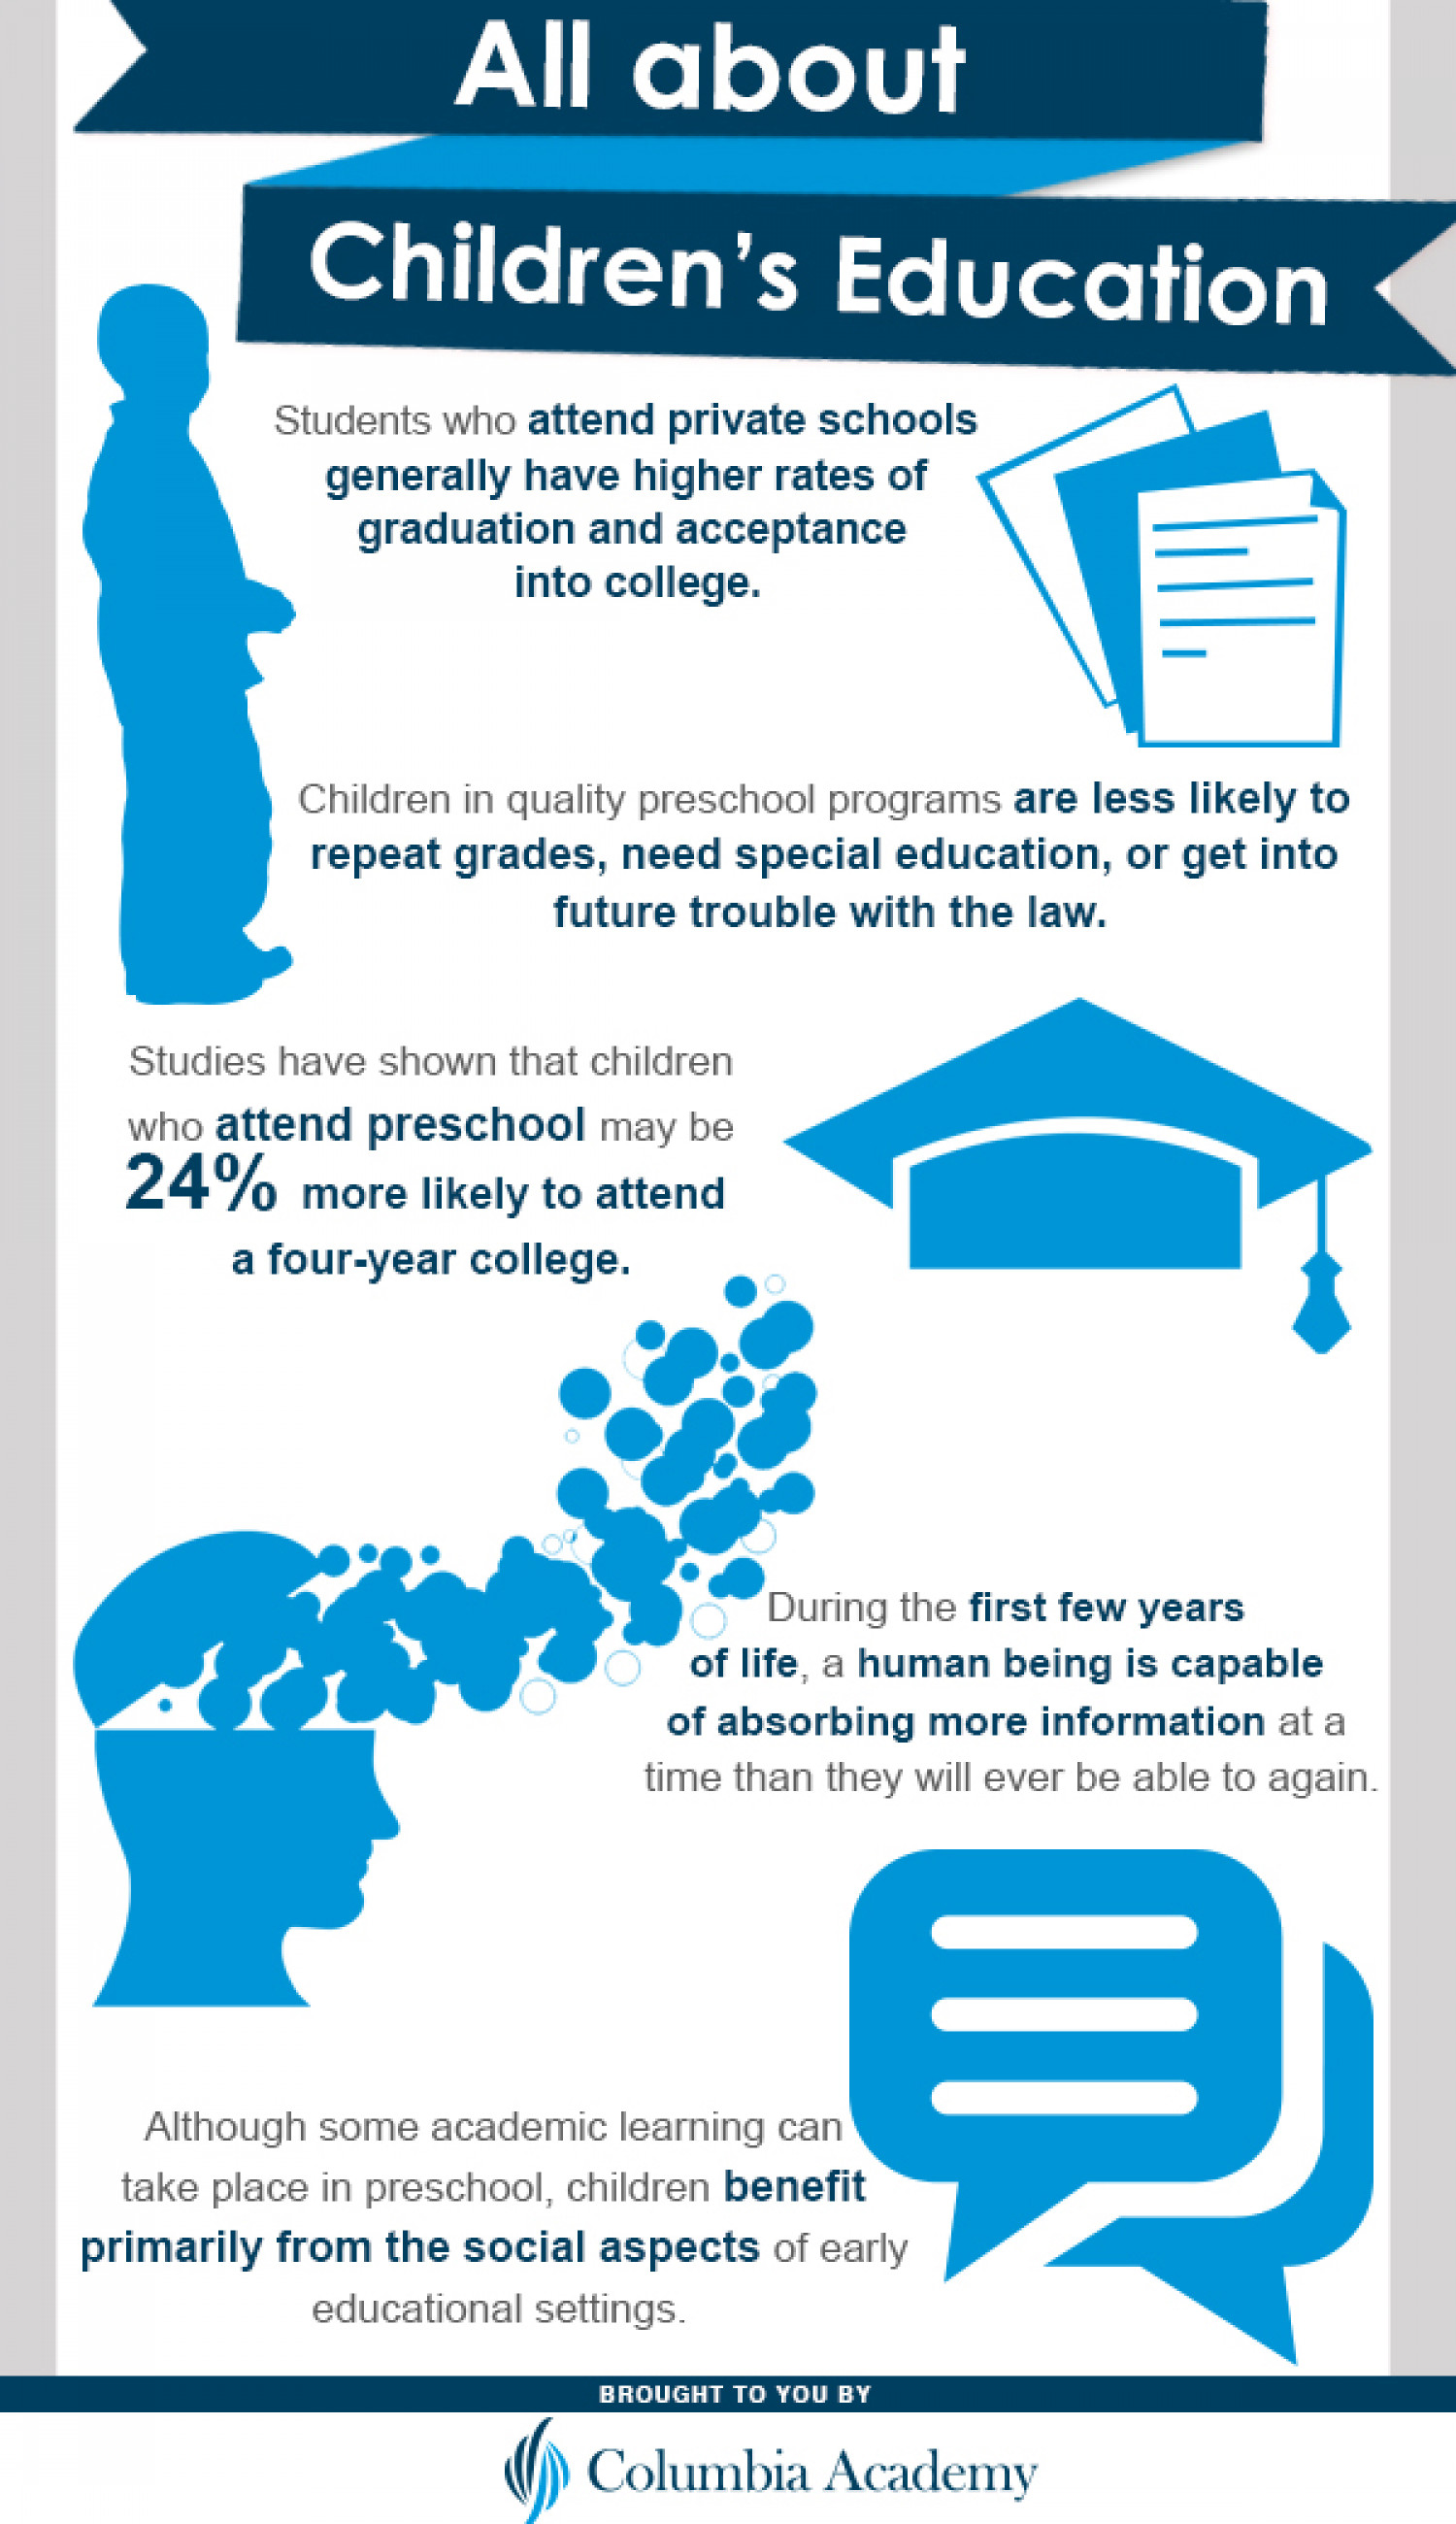 All about
Children's Education
Students who attend private schools
generally have higher rates of
graduation and acceptance
into college.
Children in quality preschool programs are less likely to
repeat grades, need special education, or get into
future trouble with the law.
Studies have shown that children
who attend preschool may be
24% more likely to attend
a four-year college.
During the first few years
of life, a human being is capable
of absorbing more information at a
time than they will ever be able to again.
Although some academic learning can
take place in preschool, children benefit
primarily from the social aspects of early
educational settings.
BROUGHT TO YOU BY
Columbia Academy